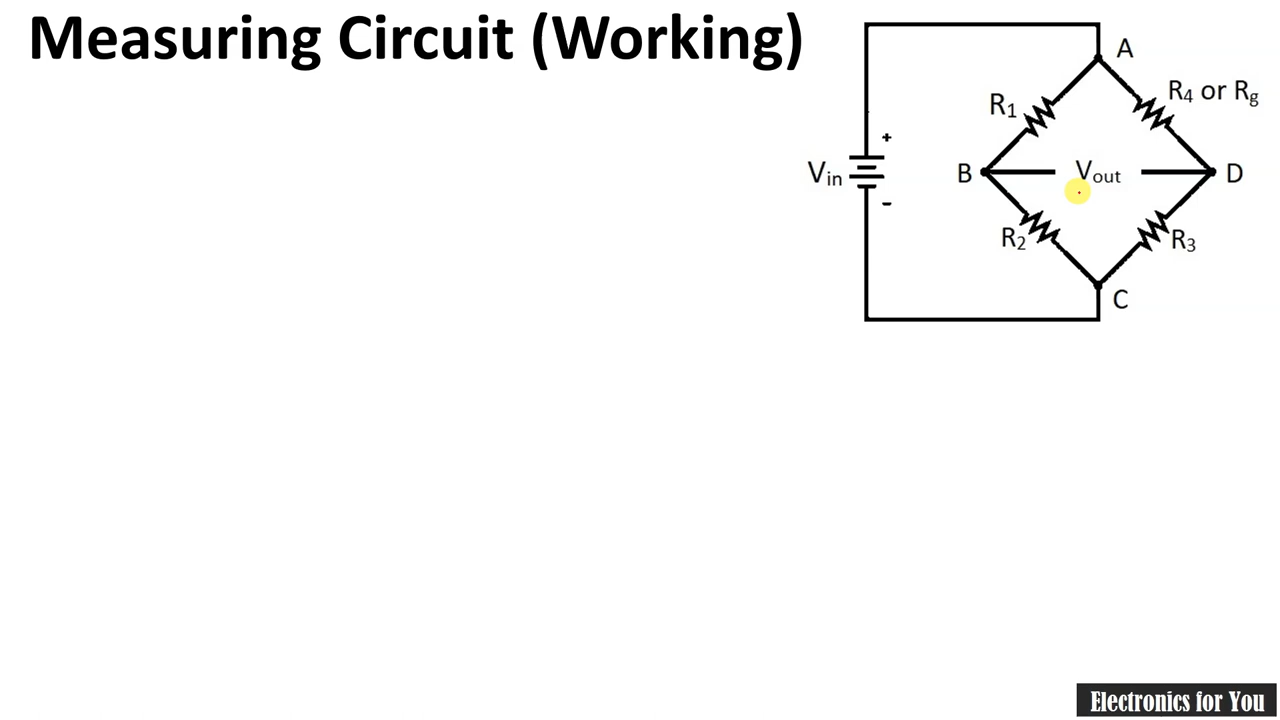 Measuring Circuit (Working)
A
R₁
R₄ or Rg
+
Vin
B
Vout
D
-
R₂
R₃
C
Electronics for You